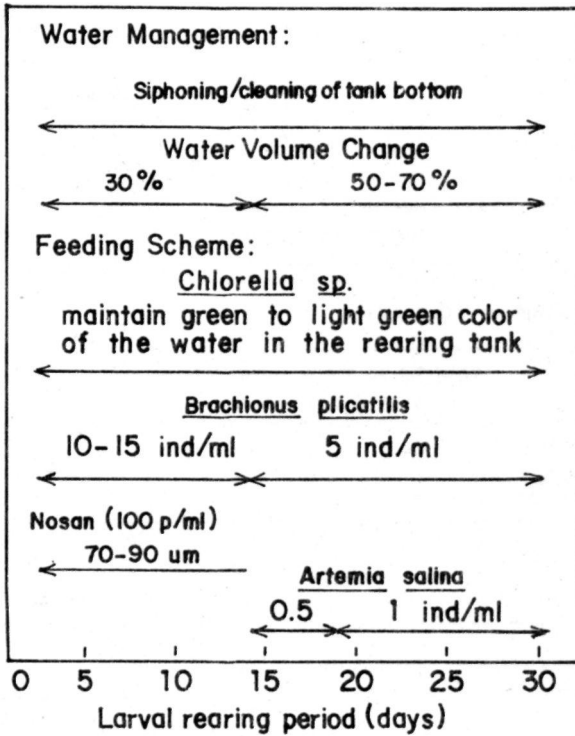 Water Management:
Siphoning/cleaning of tank bottom
Water Volume Change
30% 50-70%
Feeding Scheme:
Chlorella sp.
maintain green to light green color
of the water in the rearing tank
Brachionus plicatilis
10-15 ind/ml 5 ind/ml
Nosan (100 p/ml)
70-90 um
Artemia salina
0.5 1 ind/ml
0 5 10 15 20 25 30
Larval rearing period (days)